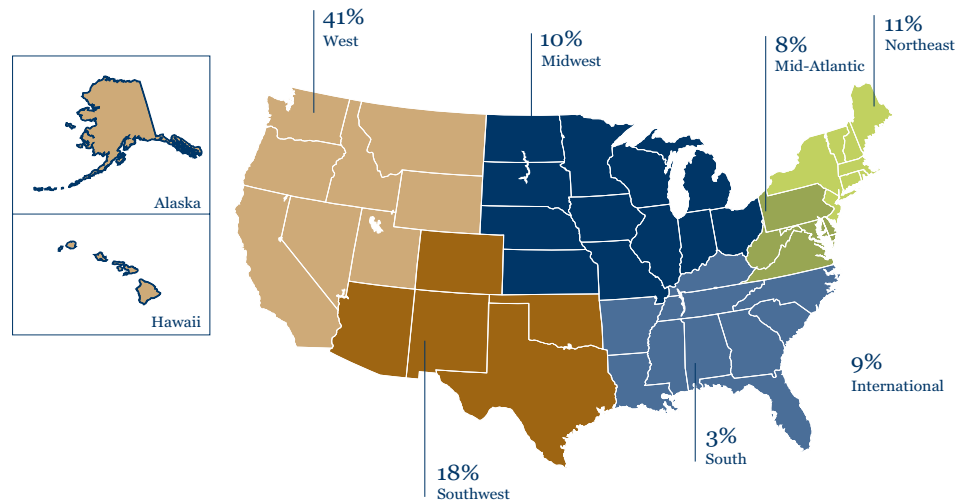 41%
West
10%
Midwest
8%
Mid-Atlantic
11%
Northeast
Alaska
Hawaii
9%
International
3%
South
18%
Southwest